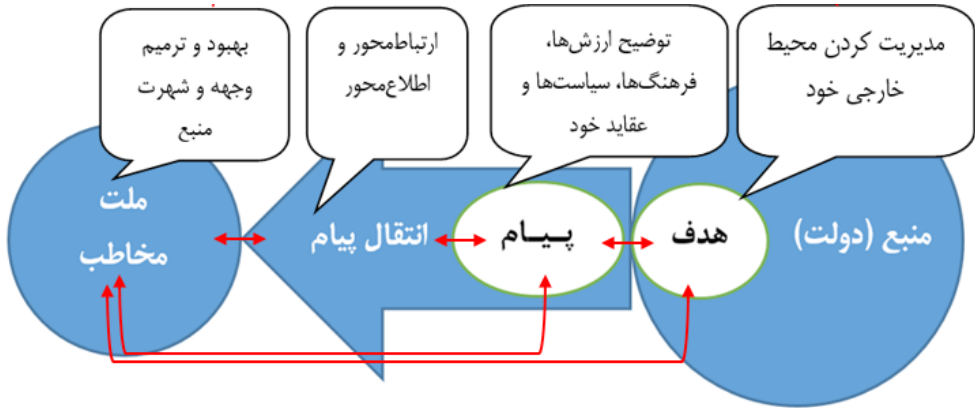 مدیریت کردن محیط
خارجی خود
توضیح ارزش‌ها،
فرهنگ‌ها، سیاست‌ها و
عقاید خود
ارتباط‌محور و
اطلاع‌محور
بهبود و ترمیم
وجهه و شهرت
منبع
منبع (دولت)
هدف
پیـام
انتقال پیام
ملت
مخاطب